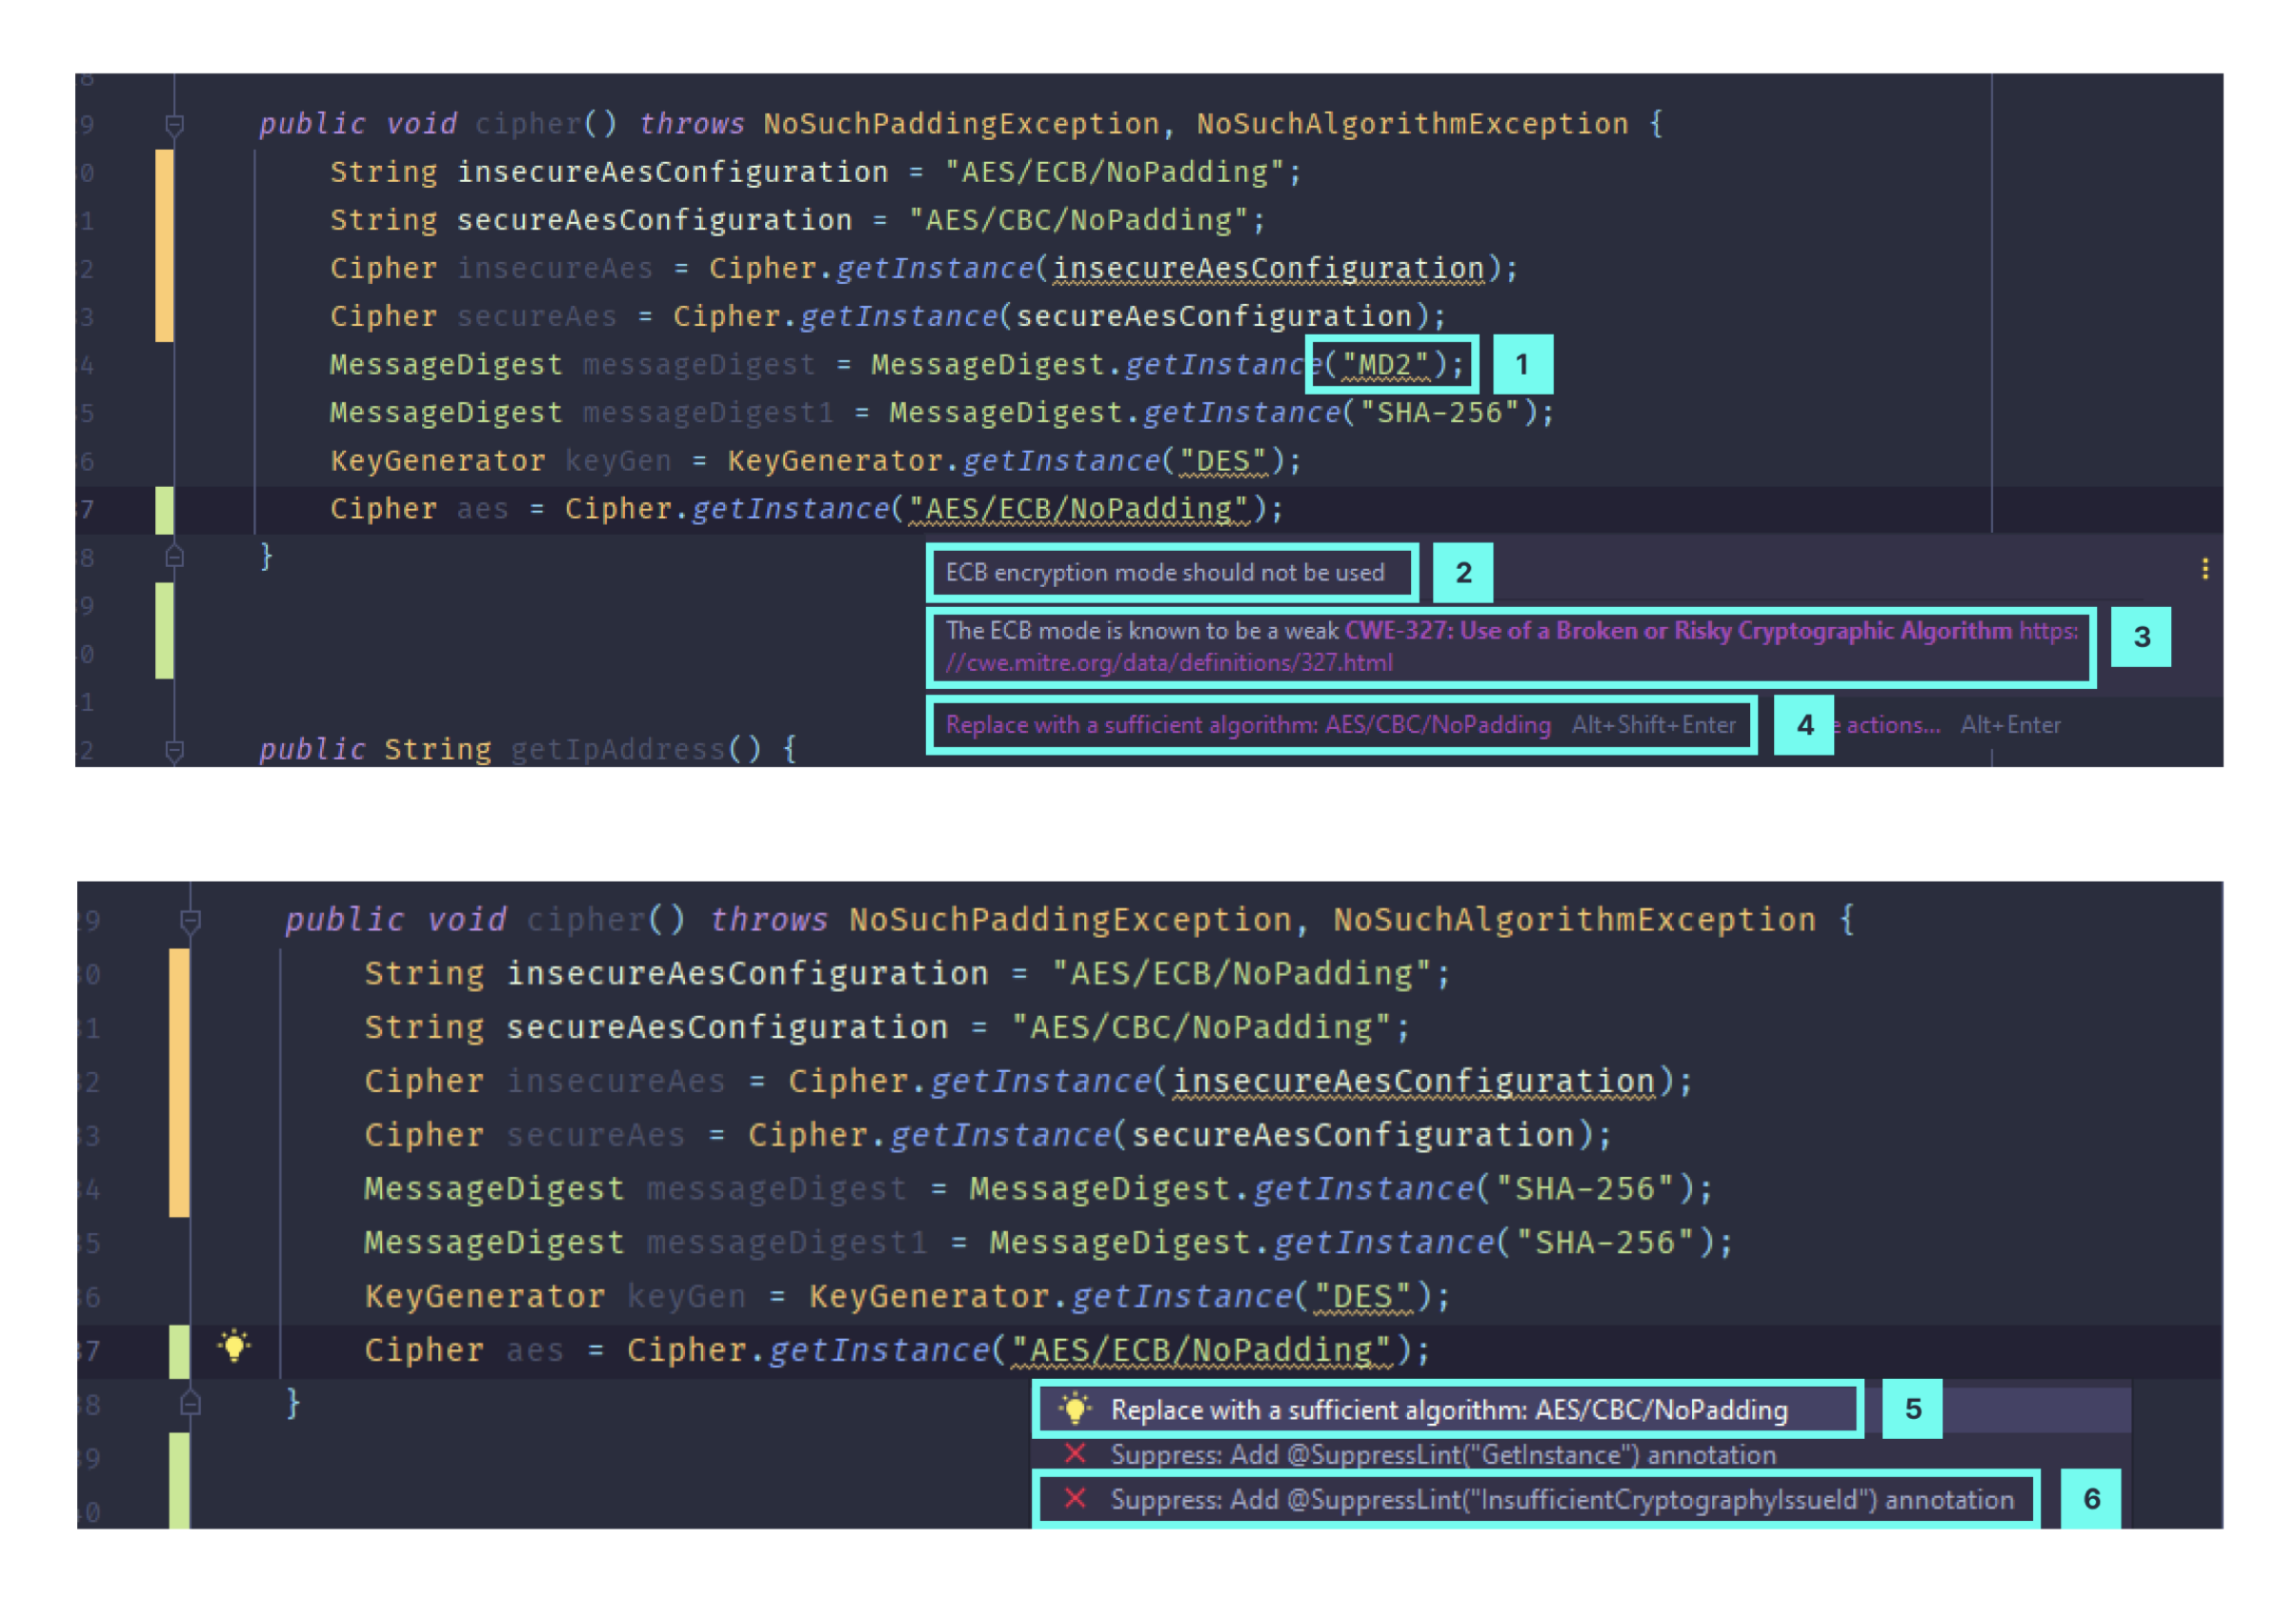 8
9 public void cipher() throws NoSuchPaddingException, NoSuchAlgorithmException {
0 String insecureAesConfiguration = "AES/ECB/NoPadding";
1 String secureAesConfiguration = "AES/CBC/NoPadding";
2 Cipher insecureAes = Cipher.getInstance(insecureAesConfiguration);
3 Cipher secureAes = Cipher.getInstance(secureAesConfiguration);
4 MessageDigest messageDigest = MessageDigest.getInstance("MD2"); 1
5 MessageDigest messageDigest1 = MessageDigest.getInstance("SHA-256");
6 KeyGenerator keyGen = KeyGenerator.getInstance("DES");
7 Cipher aes = Cipher.getInstance("AES/ECB/NoPadding");
8 }
ECB encryption mode should not be used 2
9
The ECB mode is known to be a weak CWE-327: Use of a Broken or Risky Cryptographic Algorithm https: 3
0 //cwe.mitre.org/data/definitions/327.html
1
Replace with a sufficient algorithm: AES/CBC/NoPadding Alt+Shift+Enter 4 e actions... Alt+Enter
2 public String getIpAddress() {
9 public void cipher() throws NoSuchPaddingException, NoSuchAlgorithmException {
0 String insecureAesConfiguration = "AES/ECB/NoPadding";
1 String secureAesConfiguration = "AES/CBC/NoPadding";
2 Cipher insecureAes = Cipher.getInstance(insecureAesConfiguration);
3 Cipher secureAes = Cipher.getInstance(secureAesConfiguration);
4 MessageDigest messageDigest = MessageDigest.getInstance("SHA-256");
5 MessageDigest messageDigest1 = MessageDigest.getInstance("SHA-256");
6 KeyGenerator keyGen = KeyGenerator.getInstance("DES");
7 Cipher aes = Cipher.getInstance("AES/ECB/NoPadding");
8 }
Replace with a sufficient algorithm: AES/CBC/NoPadding 5
9 Suppress: Add @SuppressLint("GetInstance") annotation
0 Suppress: Add @SuppressLint("InsufficientCryptographyIssueId") annotation 6